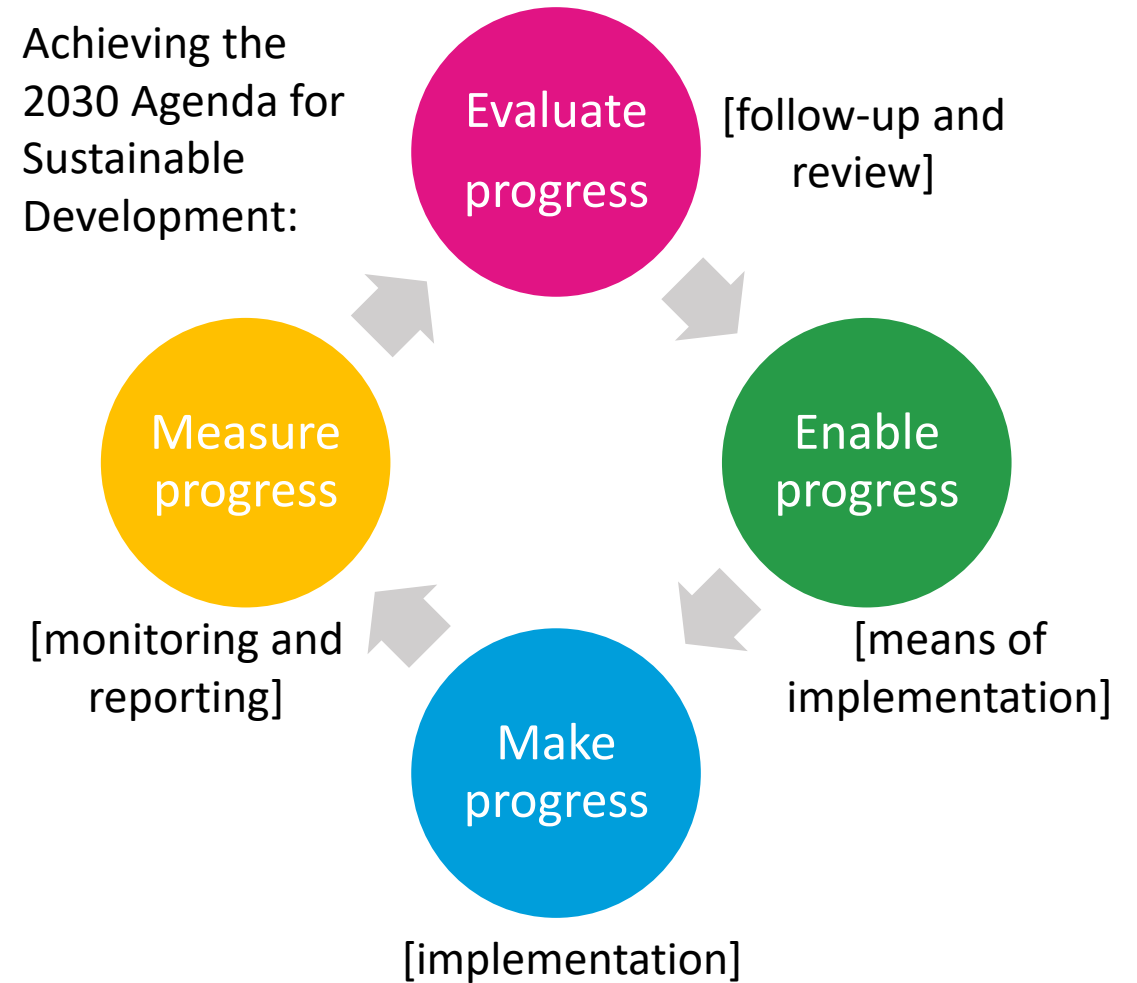 Achieving the
2030 Agenda for
Sustainable
Development:
Evaluate
progress
[follow-up and
review]
Enable
progress
[means of
implementation]
Make
progress
[implementation]
Measure
progress
[monitoring and
reporting]